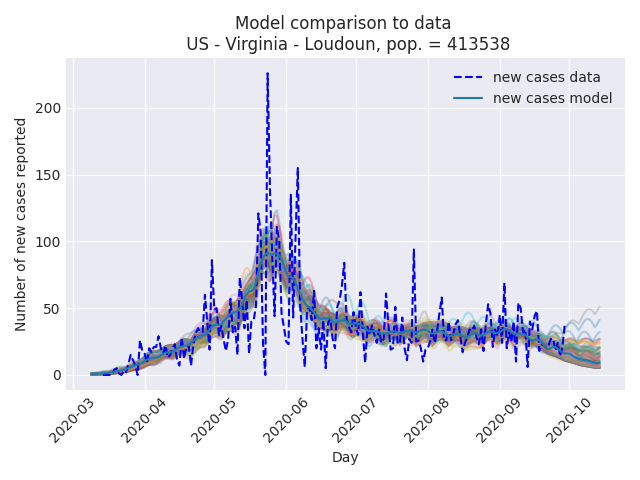 Model comparison to data
US - Virginia - Loudoun, pop. = 413538
new cases data
new cases model
Number of new cases reported
200
150
100
50
0
2020-03
2020-04
2020-05
2020-06
2020-07
2020-08
2020-09
2020-10
Day